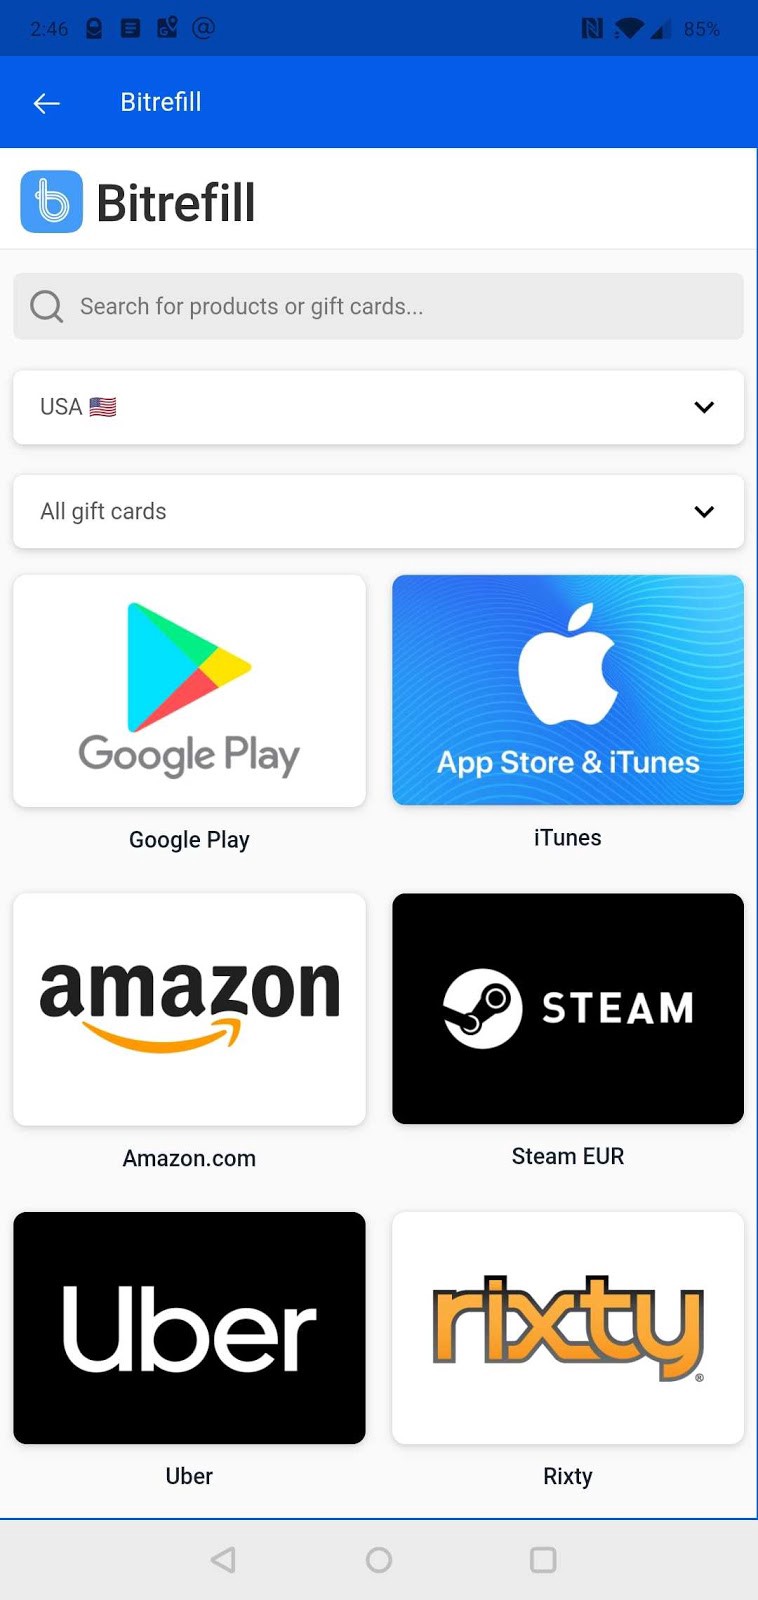 2:46 85%
Bitrefill
Bitrefill
Search for products or gift cards...
USA 🇺🇸
All gift cards
Google Play
App Store & iTunes
Google Play
iTunes
amazon
STEAM
Amazon.com
Steam EUR
Uber
rixty®
Uber
Rixty